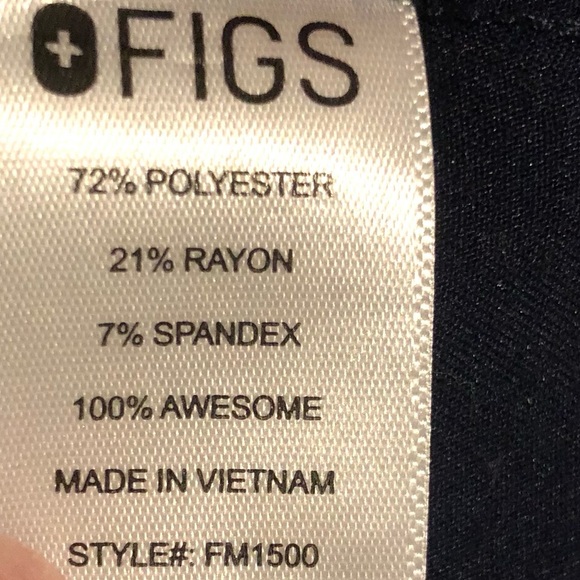 FIGS
72% POLYESTER
21% RAYON
7% SPANDEX
100% AWESOME
MADE IN VIETNAM
STYLE#: FM1500